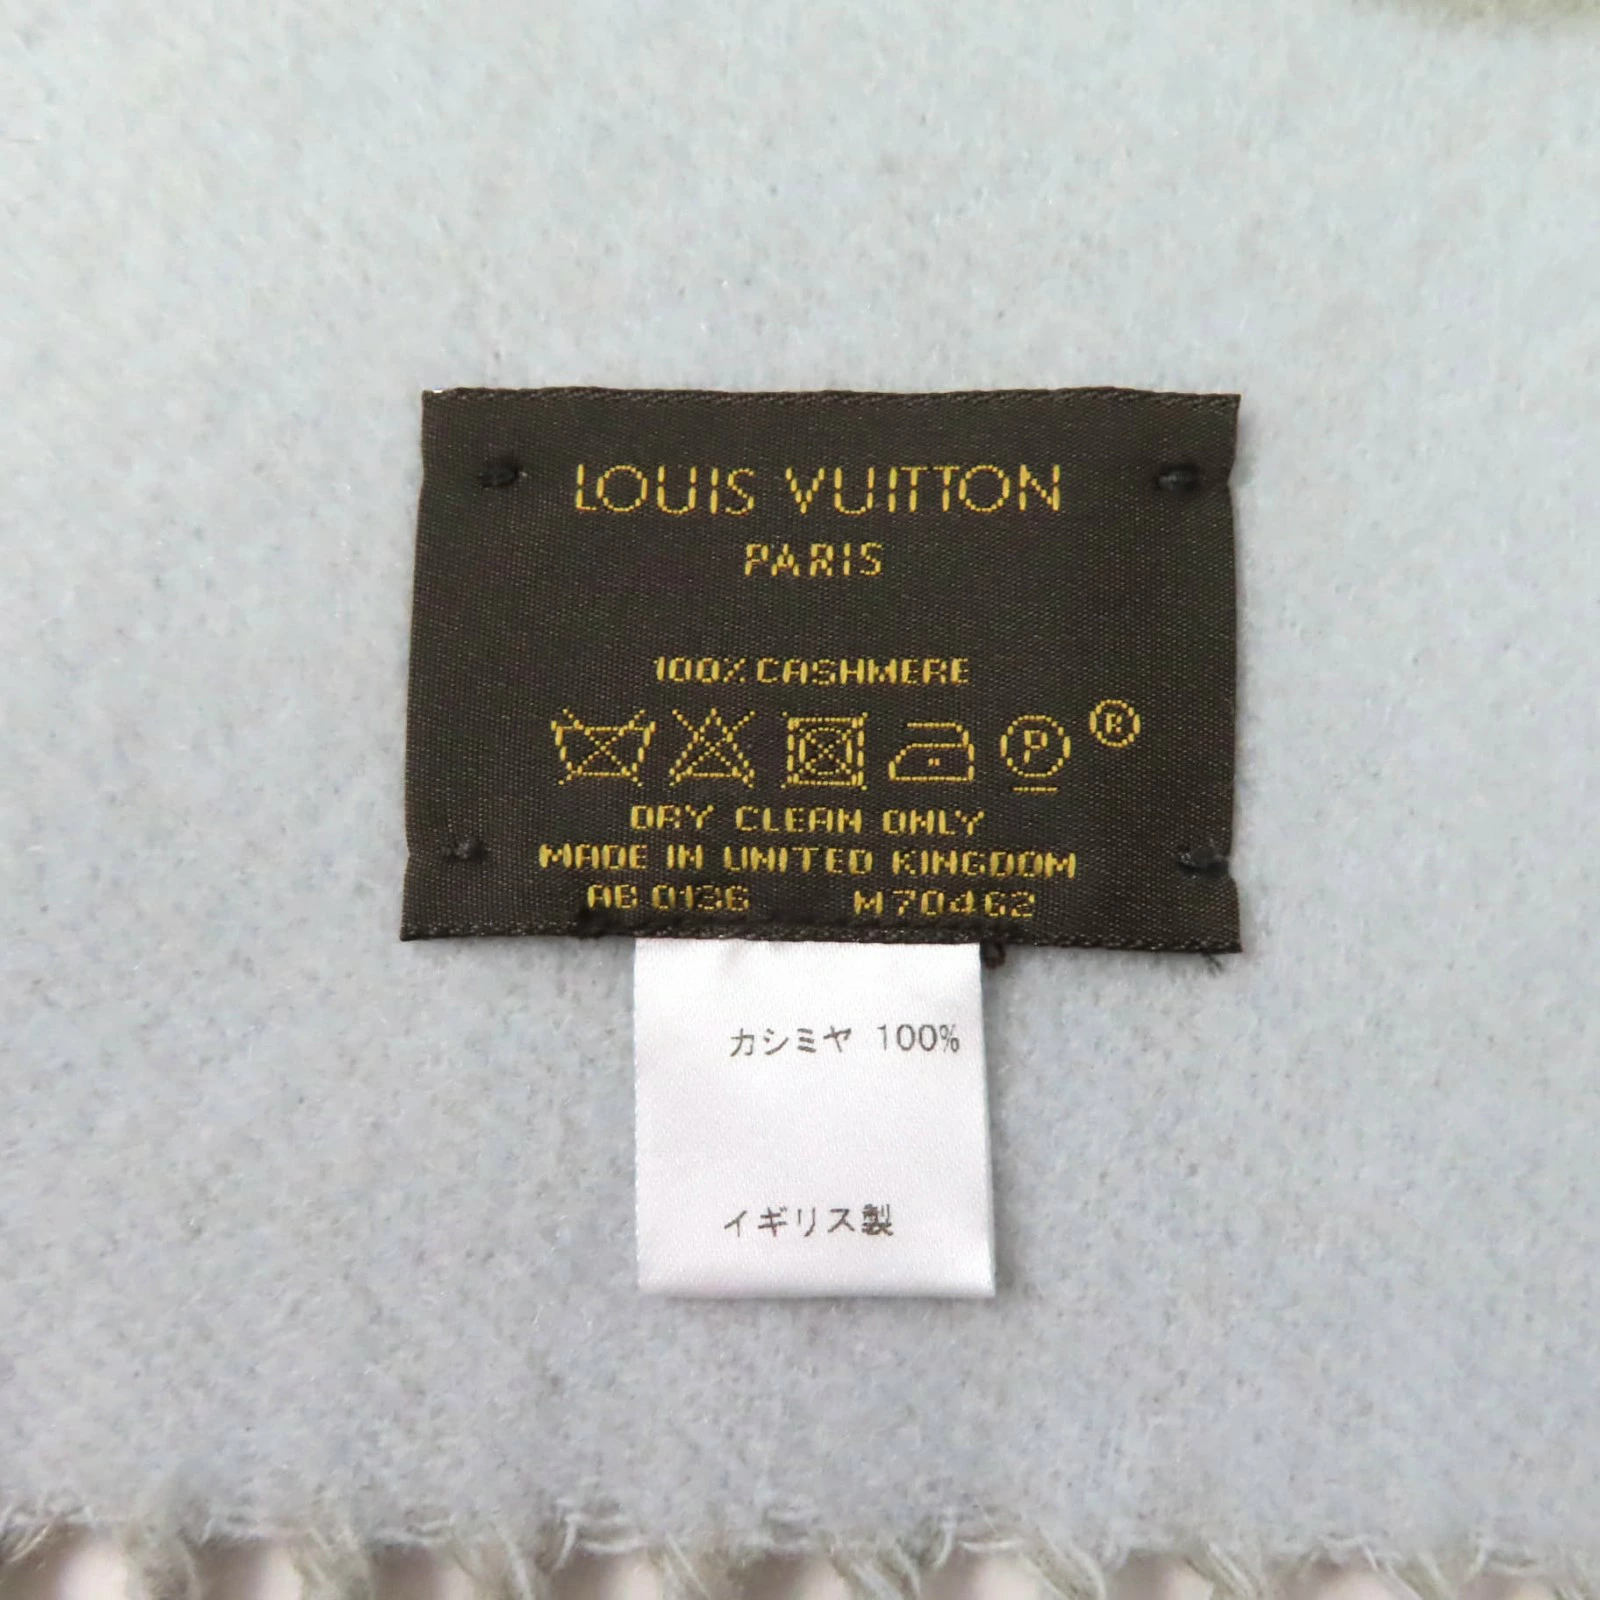 LOUIS VUITTON
PARIS
100% CASHMERE
P ®
DRY CLEAN ONLY
MADE IN UNITED KINGDOM
AB 0136 M70462
カシミヤ 100%
イギリス製